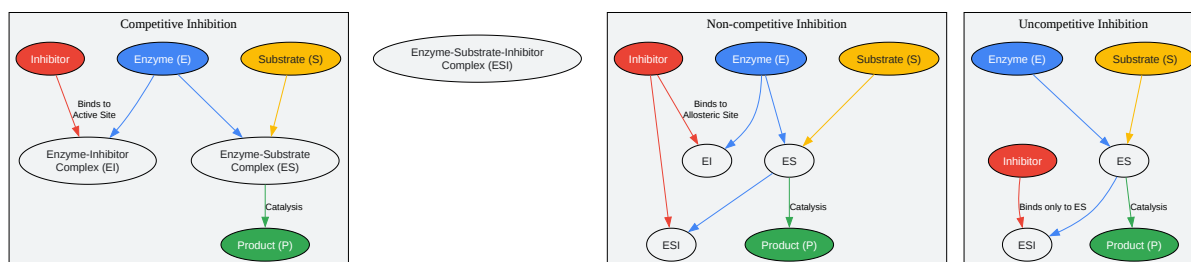 Competitive Inhibition
Inhibitor
Enzyme (E)
Substrate (S)
Binds to
Active Site
Enzyme-Inhibitor
Complex (EI)
Enzyme-Substrate
Complex (ES)
Catalysis
Product (P)
Enzyme-Substrate-Inhibitor
Complex (ESI)
Non-competitive Inhibition
Inhibitor
Enzyme (E)
Substrate (S)
Binds to
Allosteric Site
EI
ES
Catalysis
ESI
Product (P)
Uncompetitive Inhibition
Enzyme (E)
Substrate (S)
Inhibitor
ES
Binds only to ES
Catalysis
ESI
Product (P)